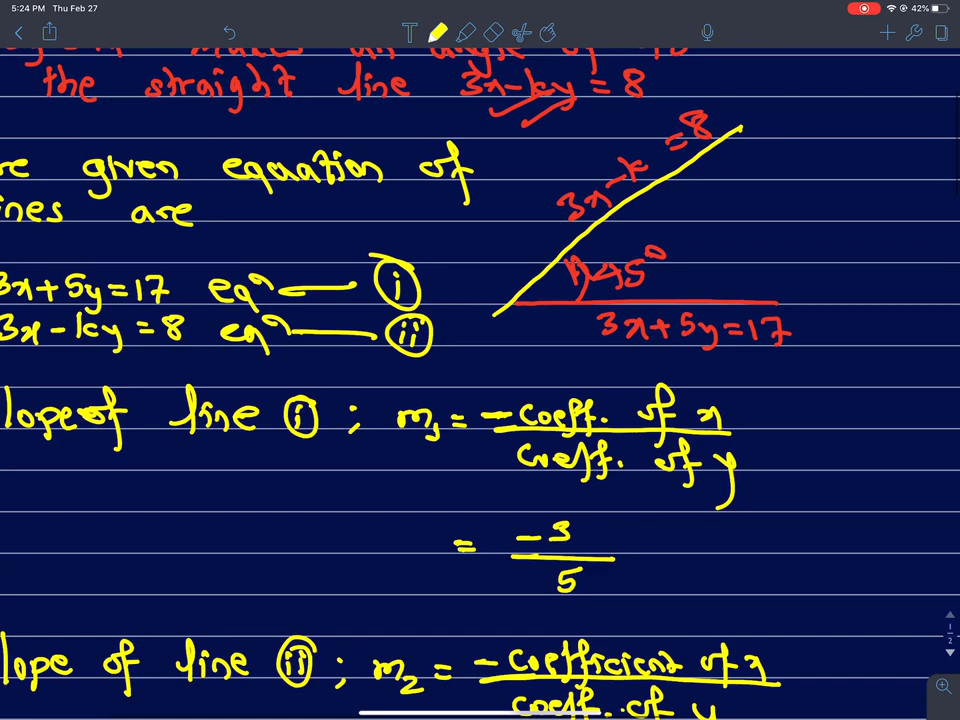 5:24 PM Thu Feb 27
42%
the straight line 3x-ky=8
given equation of
are
3x-k =8
45°
3x+5y=17
3x+5y=17 eqⁿ i
3x-ky=8 eqⁿ ii
lope of line i ; m₁ = -coeff. of x
coeff. of y
= -3
5
lope of line ii ; m₂ = -coefficient of x
coeff. of y
1
2